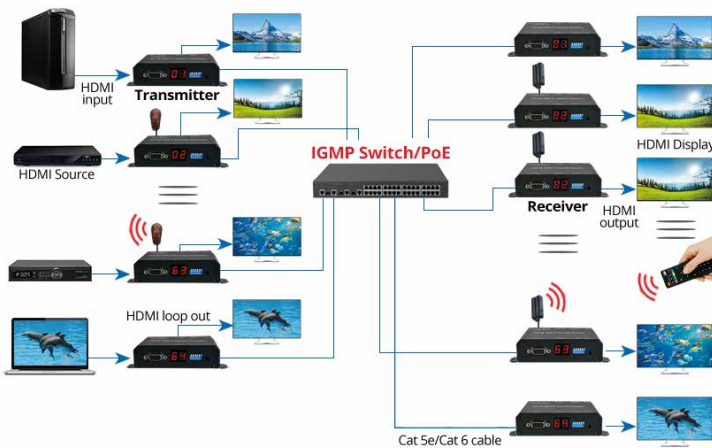 HDMI
input
Transmitter
01
02
HDMI Source
63
HDMI loop out
64
IGMP Switch/PoE
01
02
HDMI Display
02
Receiver
HDMI
output
63
64
Cat 5e/Cat 6 cable